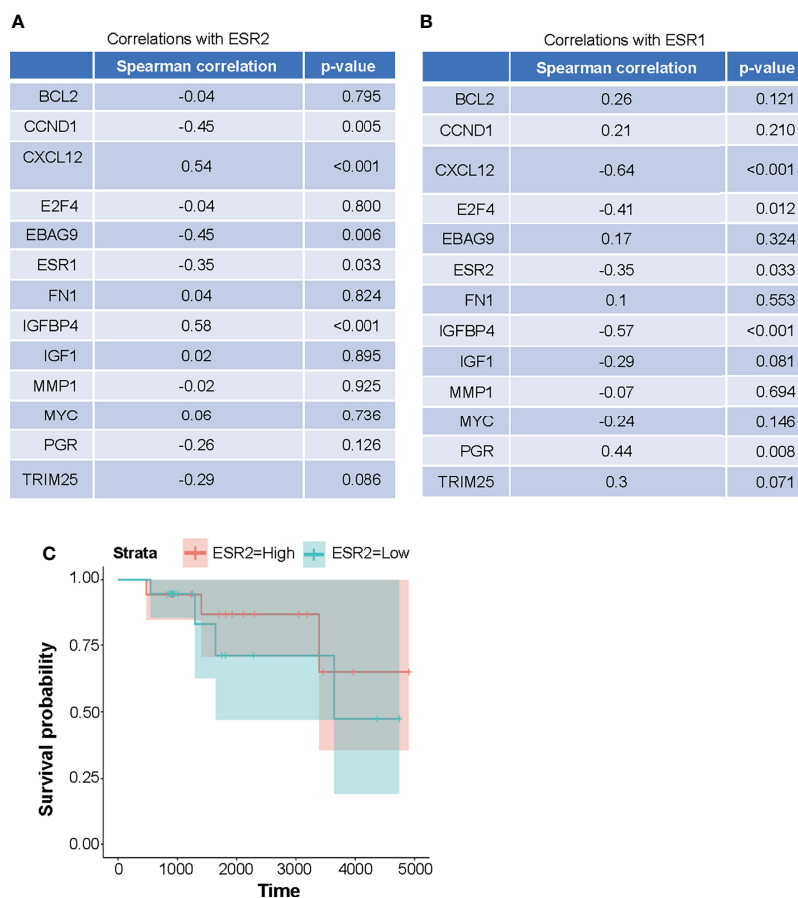 A
Correlations with ESR2
Spearman correlation p-value
BCL2 -0.04 0.795
CCND1 -0.45 0.005
CXCL12 0.54 <0.001
E2F4 -0.04 0.800
EBAG9 -0.45 0.006
ESR1 -0.35 0.033
FN1 0.04 0.824
IGFBP4 0.58 <0.001
IGF1 0.02 0.895
MMP1 -0.02 0.925
MYC 0.06 0.736
PGR -0.26 0.126
TRIM25 -0.29 0.086
B
Correlations with ESR1
Spearman correlation p-value
BCL2 0.26 0.121
CCND1 0.21 0.210
CXCL12 -0.64 <0.001
E2F4 -0.41 0.012
EBAG9 0.17 0.324
ESR2 -0.35 0.033
FN1 0.1 0.553
IGFBP4 -0.57 <0.001
IGF1 -0.29 0.081
MMP1 -0.07 0.694
MYC -0.24 0.146
PGR 0.44 0.008
TRIM25 0.3 0.071
C
Strata ESR2=High ESR2=Low
Survival probability
1.00
0.75
0.50
0.25
0.00
0 1000 2000 3000 4000 5000
Time